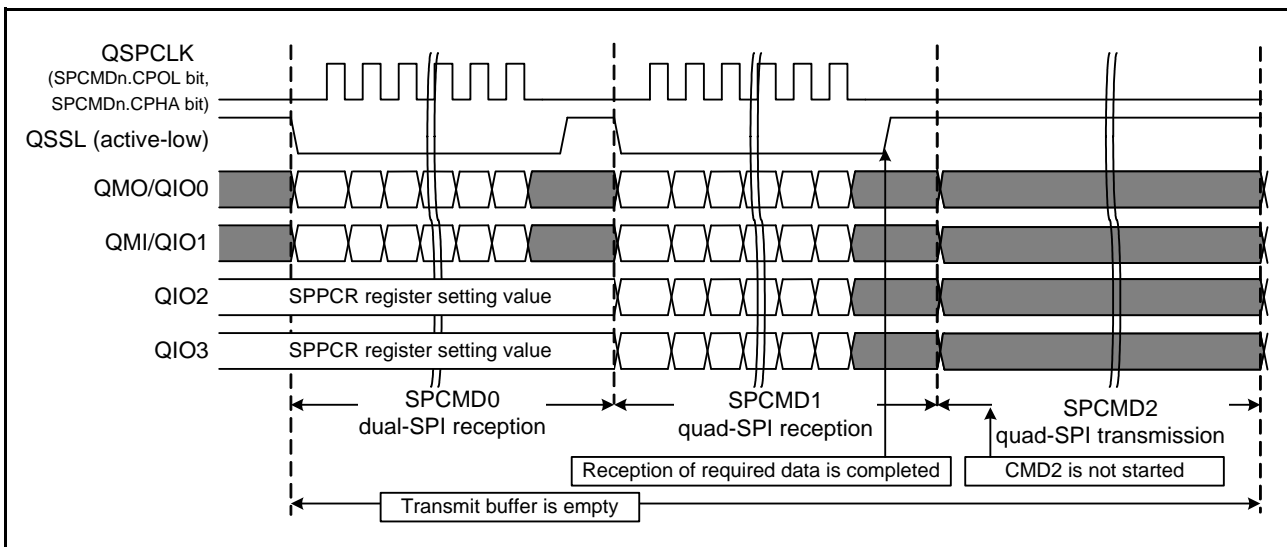 QSPCLK
(SPCMDn.CPOL bit,
SPCMDn.CPHA bit)
QSSL (active-low)
QMO/QIO0
QMI/QIO1
QIO2
SPPCR register setting value
QIO3
SPPCR register setting value
SPCMD0
dual-SPI reception
SPCMD1
quad-SPI reception
SPCMD2
quad-SPI transmission
Reception of required data is completed
CMD2 is not started
Transmit buffer is empty